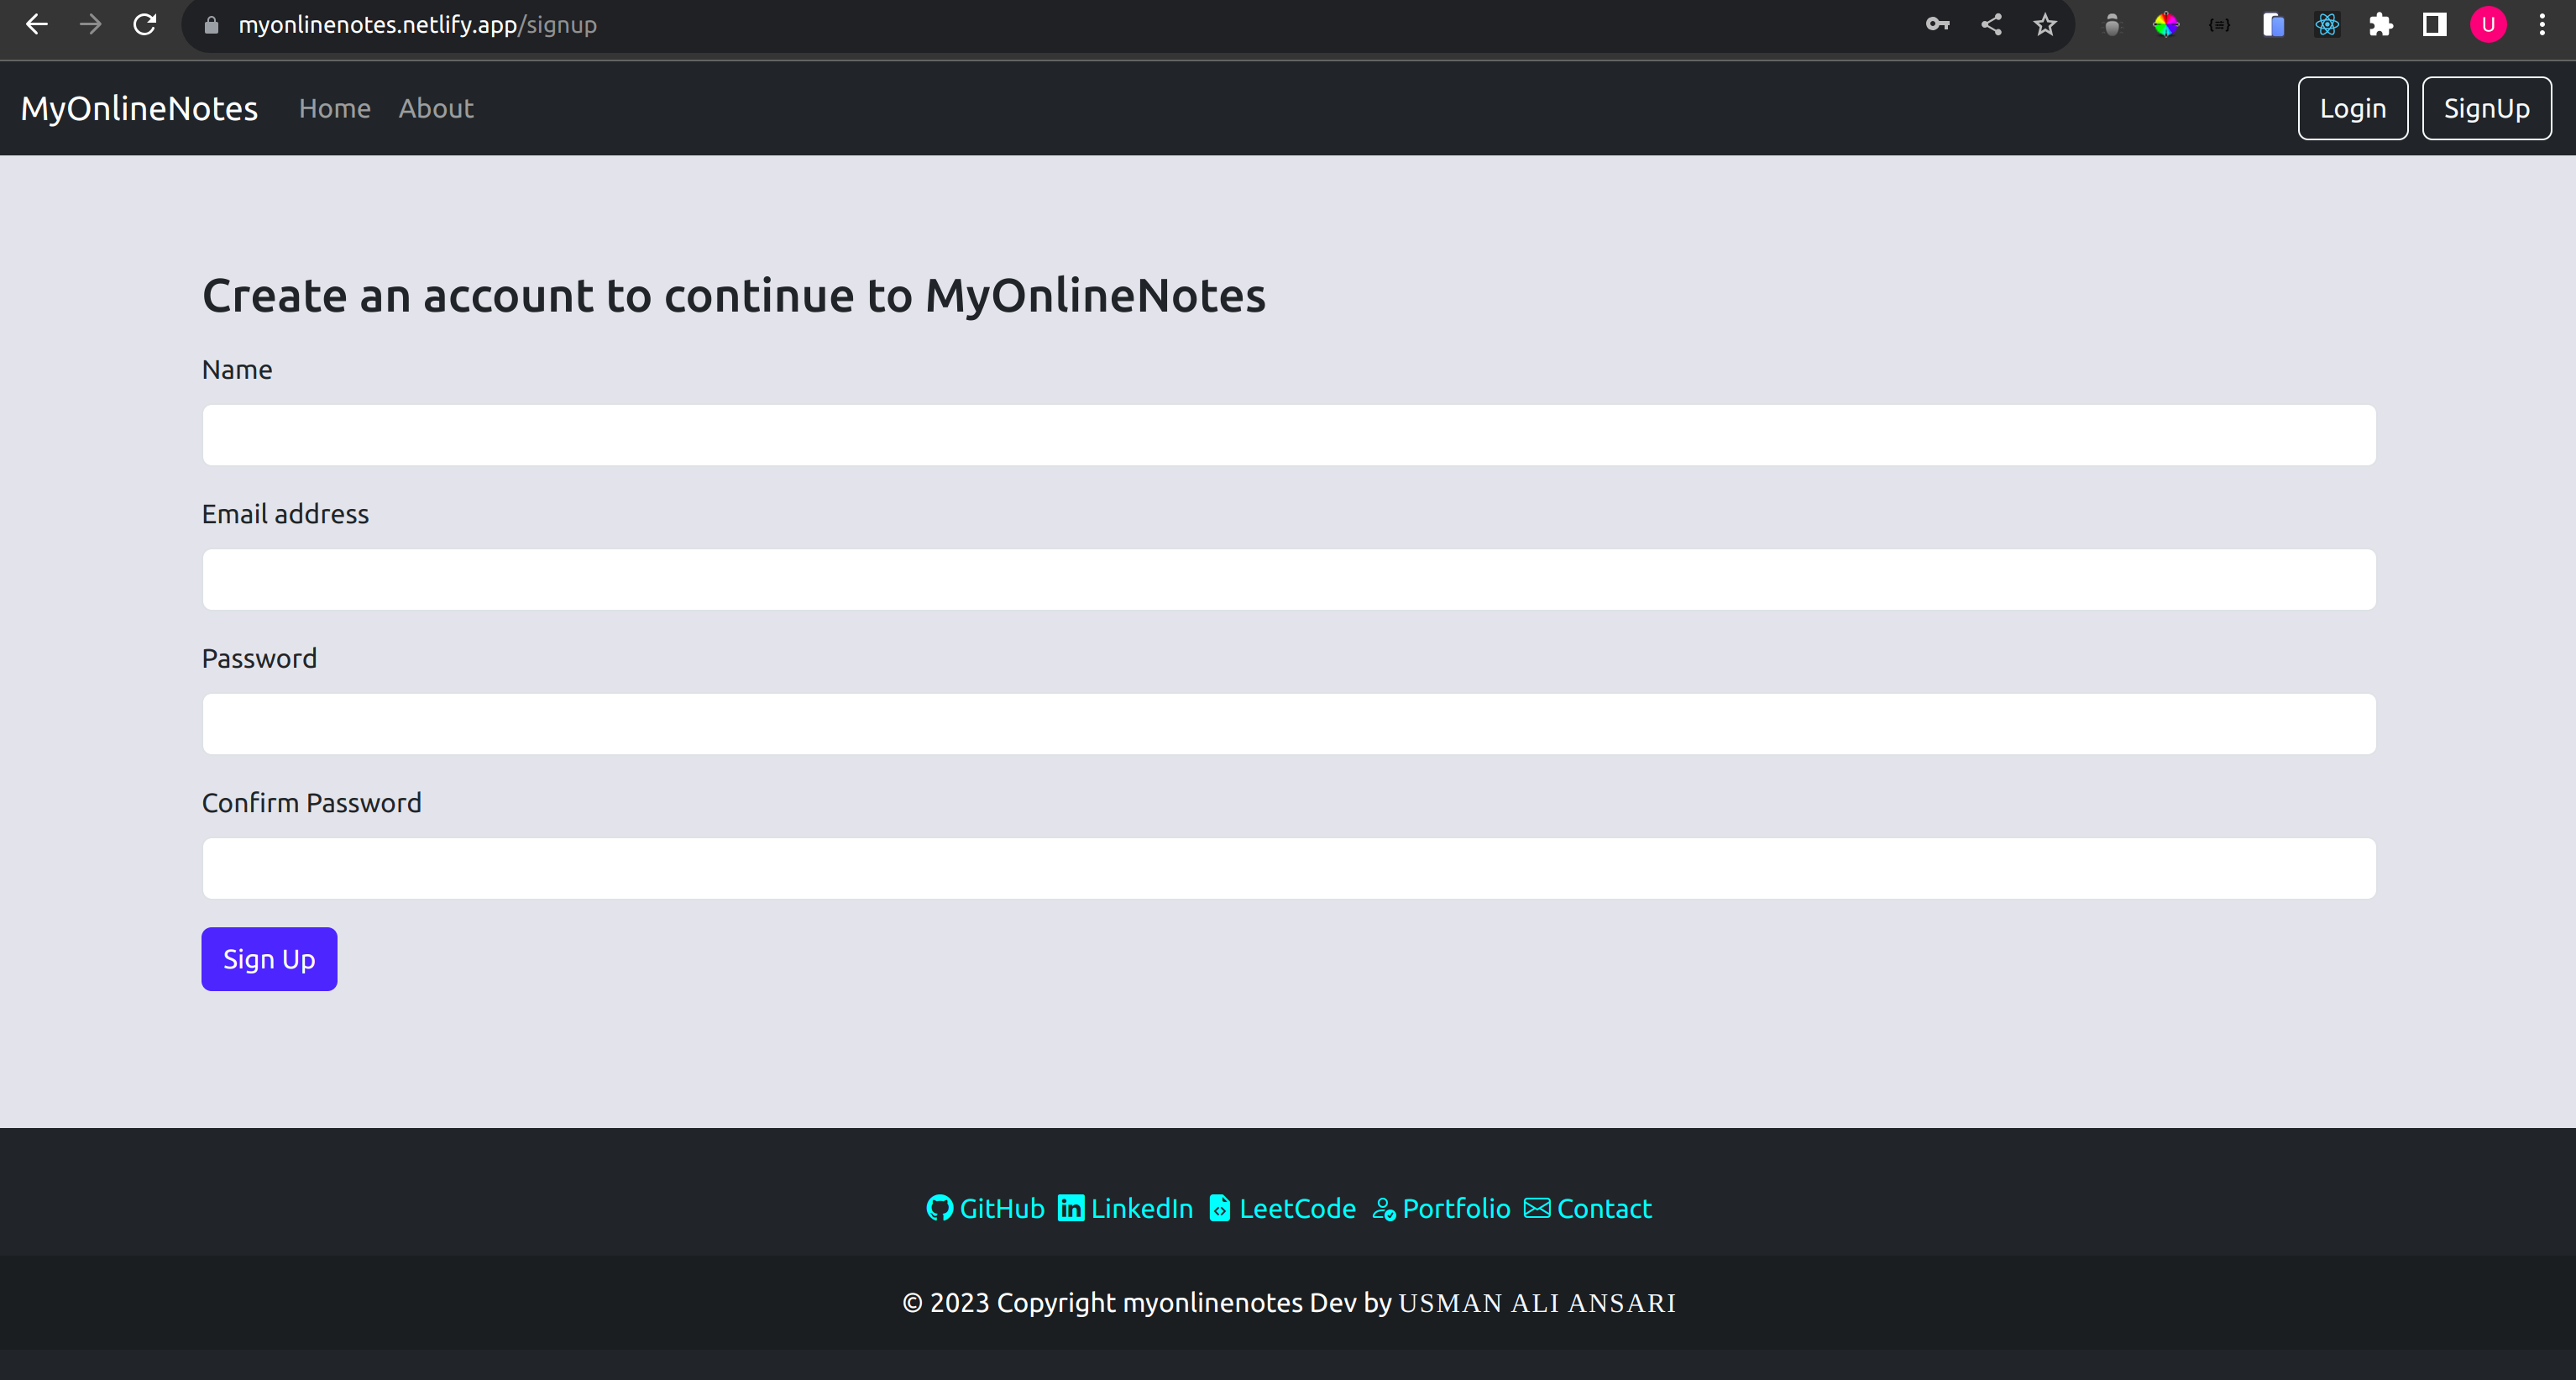 myonlinenotes.netlify.app/signup
U
MyOnlineNotes Home About Login SignUp
Create an account to continue to MyOnlineNotes
Name
Email address
Password
Confirm Password
Sign Up
GitHub LinkedIn LeetCode Portfolio Contact
© 2023 Copyright myonlinenotes Dev by USMAN ALI ANSARI